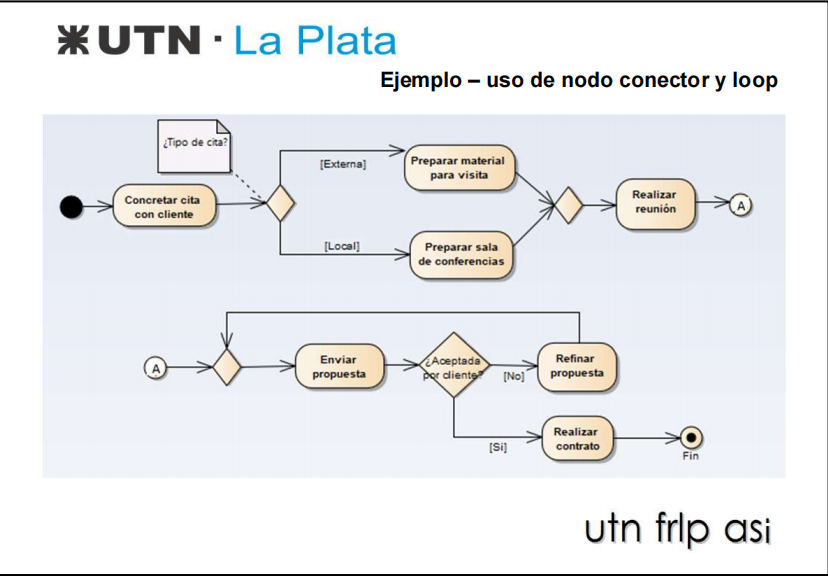 UTN · La Plata
Ejemplo – uso de nodo conector y loop
¿Tipo de cita?
Concretar cita
con cliente
[Externa]
Preparar material
para visita
[Local]
Preparar sala
de conferencias
Realizar
reunión
A
A
Enviar
propuesta
¿Aceptada
por cliente?
[No]
Refinar
propuesta
[Si]
Realizar
contrato
Fin
utn frlp asi